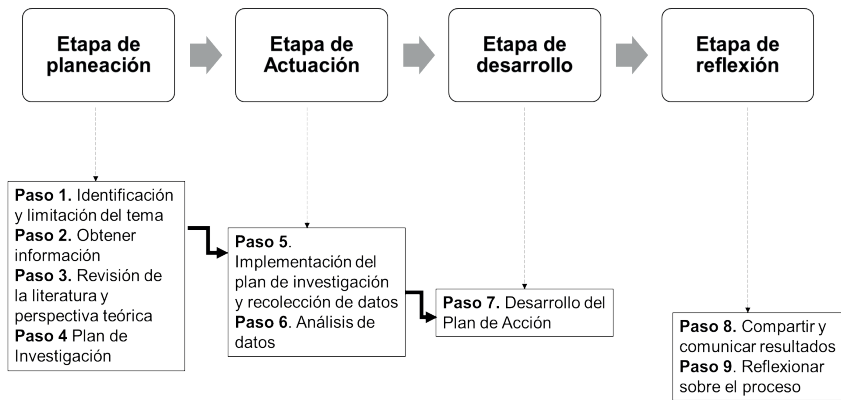 Etapa de
planeación
Etapa de
Actuación
Etapa de
desarrollo
Etapa de
reflexión
Paso 1. Identificación
y limitación del tema
Paso 2. Obtener
información
Paso 3. Revisión de
la literatura y
perspectiva teórica
Paso 4 Plan de
Investigación
Paso 5.
Implementación del
plan de investigación
y recolección de datos
Paso 6. Análisis de
datos
Paso 7. Desarrollo del
Plan de Acción
Paso 8. Compartir y
comunicar resultados
Paso 9. Reflexionar
sobre el proceso